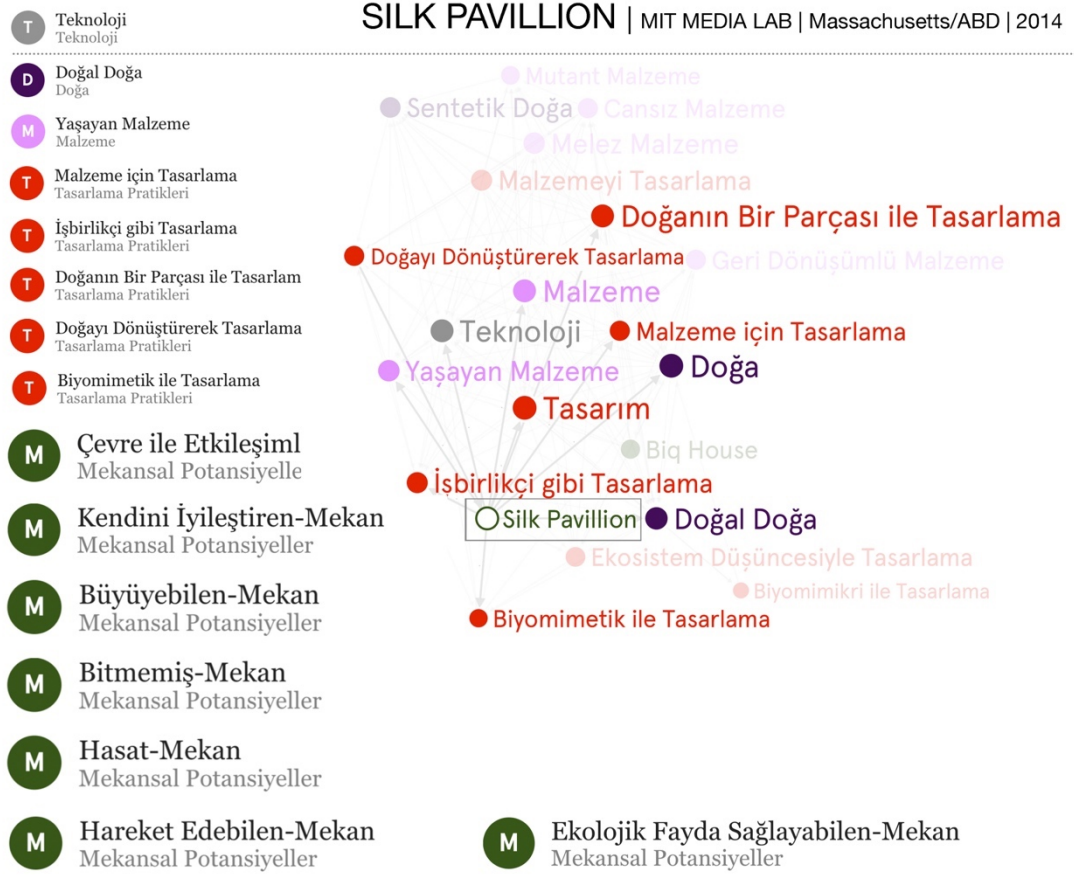 SILK PAVILLION | MIT MEDIA LAB | Massachusetts/ABD | 2014
T
Teknoloji
Teknoloji
D
Doğal Doğa
Doğa
M
Yaşayan Malzeme
Malzeme
T
Malzeme için Tasarlama
Tasarlama Pratikleri
T
İşbirlikçi gibi Tasarlama
Tasarlama Pratikleri
T
Doğanın Bir Parçası ile Tasarlam
Tasarlama Pratikleri
T
Doğayı Dönüştürerek Tasarlama
Tasarlama Pratikleri
T
Biyomimetik ile Tasarlama
Tasarlama Pratikleri
M
Çevre ile Etkileşiml
Mekansal Potansiyelle
M
Kendini İyileştiren-Mekan
Mekansal Potansiyeller
M
Büyüyebilen-Mekan
Mekansal Potansiyeller
M
Bitmemiş-Mekan
Mekansal Potansiyeller
M
Hasat-Mekan
Mekansal Potansiyeller
M
Hareket Edebilen-Mekan
Mekansal Potansiyeller
M
Ekolojik Fayda Sağlayabilen-Mekan
Mekansal Potansiyeller
Mutant Malzeme
Sentetik Doğa
Cansız Malzeme
Melez Malzeme
Malzemeyi Tasarlama
Doğanın Bir Parçası ile Tasarlama
Doğayı Dönüştürerek Tasarlama
Geri Dönüşümlü Malzeme
Malzeme
Teknoloji
Malzeme için Tasarlama
Yaşayan Malzeme
Doğa
Tasarım
Biq House
İşbirlikçi gibi Tasarlama
Silk Pavillion
Doğal Doğa
Ekosistem Düşüncesiyle Tasarlama
Biyomimikri ile Tasarlama
Biyomimetik ile Tasarlama